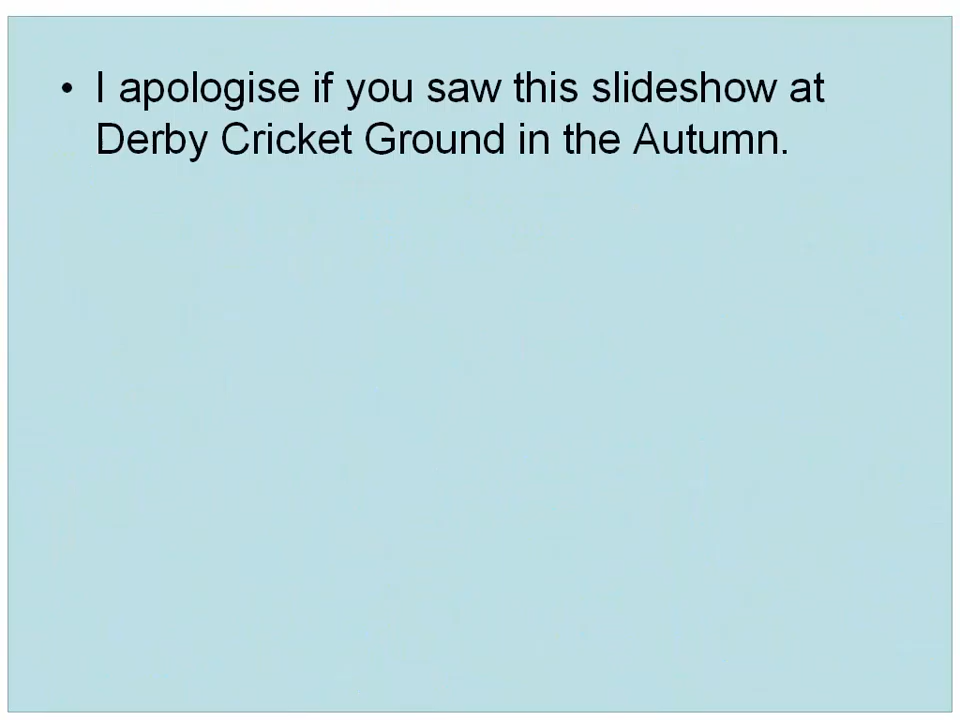 • I apologise if you saw this slideshow at
Derby Cricket Ground in the Autumn.